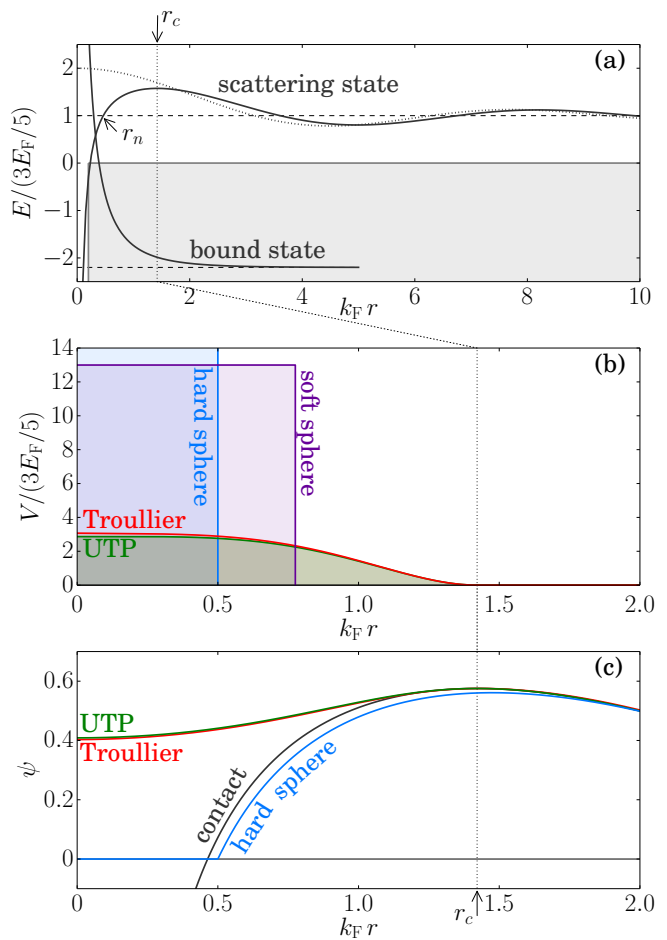 r_c
(a)
scattering state
r_n
bound state
E/(3E_F/5)
2
1
0
−1
−2
0
2
4
6
8
10
k_F r
(b)
hard sphere
soft sphere
Troullier
UTP
V/(3E_F/5)
14
12
10
8
6
4
2
0
0
0.5
1.0
1.5
2.0
k_F r
(c)
UTP
Troullier
contact
hard sphere
ψ
0.6
0.4
0.2
0
0
0.5
1.0
1.5
2.0
k_F r
r_c